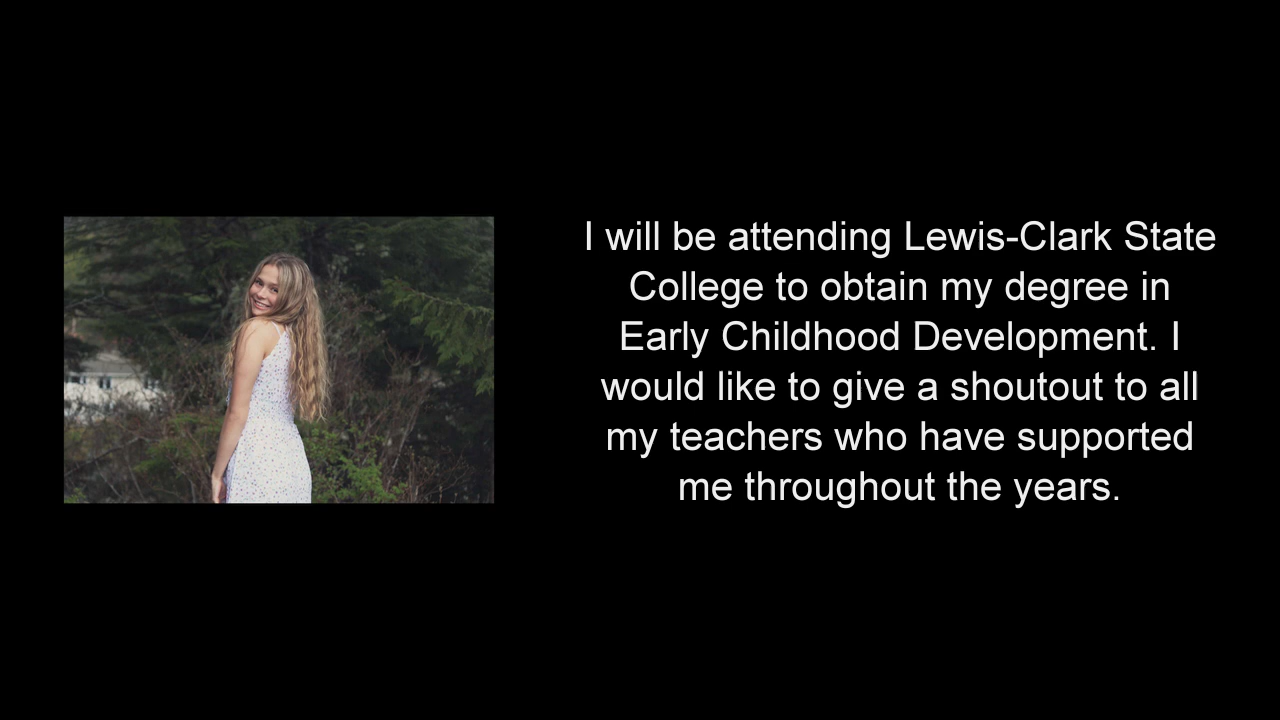 I will be attending Lewis-Clark State
College to obtain my degree in
Early Childhood Development. I
would like to give a shoutout to all
my teachers who have supported
me throughout the years.